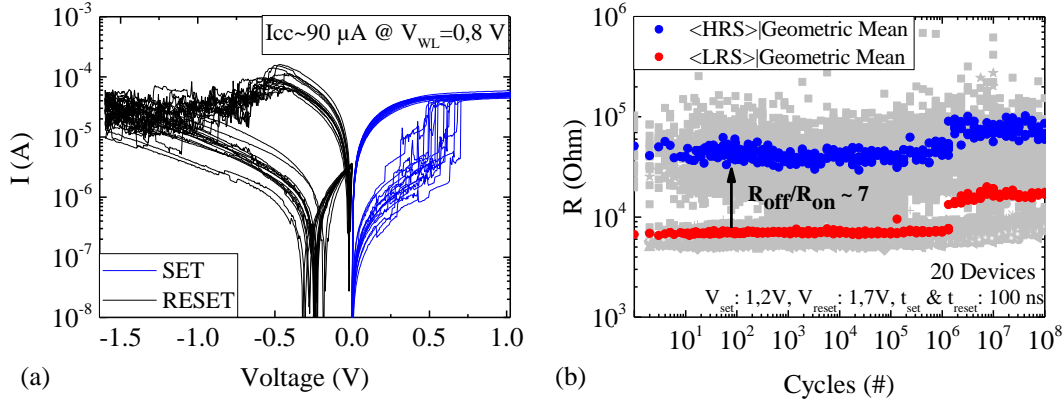 Icc~90 µA @ V_WL=0,8 V
10^-3
10^-4
10^-5
10^-6
10^-7
10^-8
I (A)
SET
RESET
-1.5 -1.0 -0.5 0.0 0.5 1.0
Voltage (V)
(a)
<HRS>|Geometric Mean
<LRS>|Geometric Mean
10^6
10^5
10^4
10^3
R (Ohm)
R_off/R_on ~ 7
20 Devices
V_set: 1,2V, V_reset: 1,7V, t_set & t_reset: 100 ns
10^1 10^2 10^3 10^4 10^5 10^6 10^7 10^8
Cycles (#)
(b)